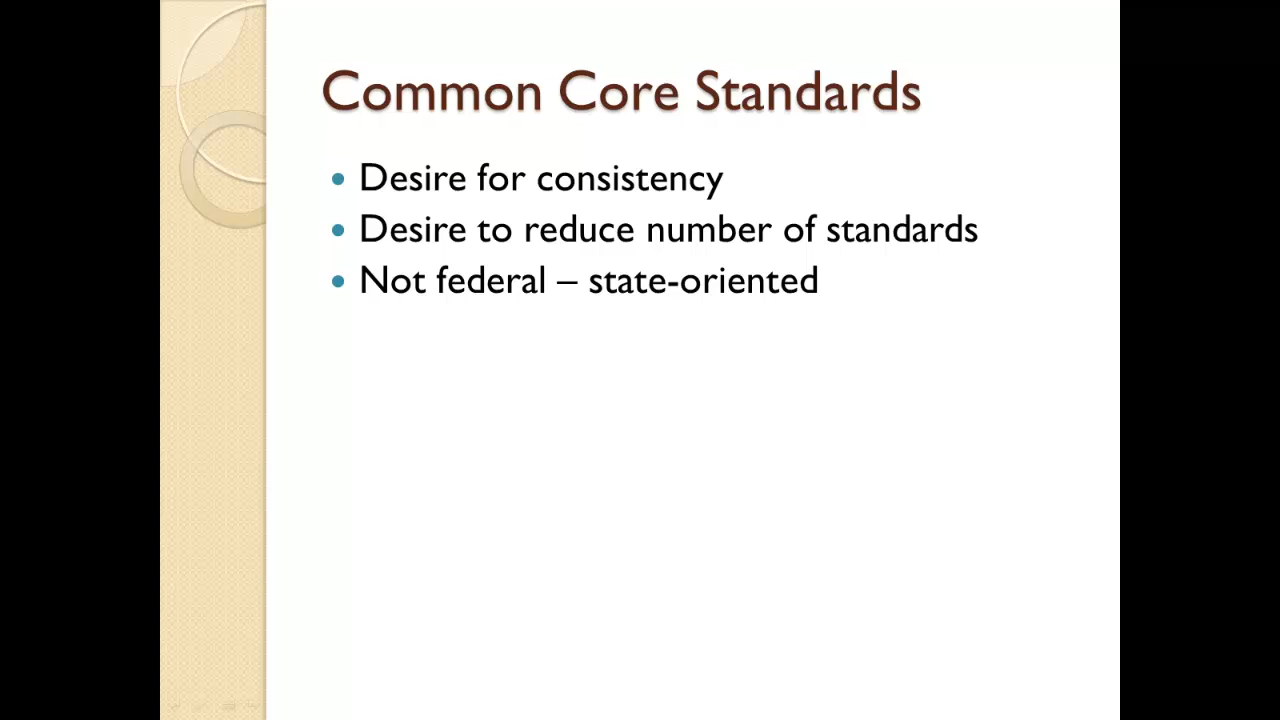 Common Core Standards
• Desire for consistency
• Desire to reduce number of standards
• Not federal – state-oriented